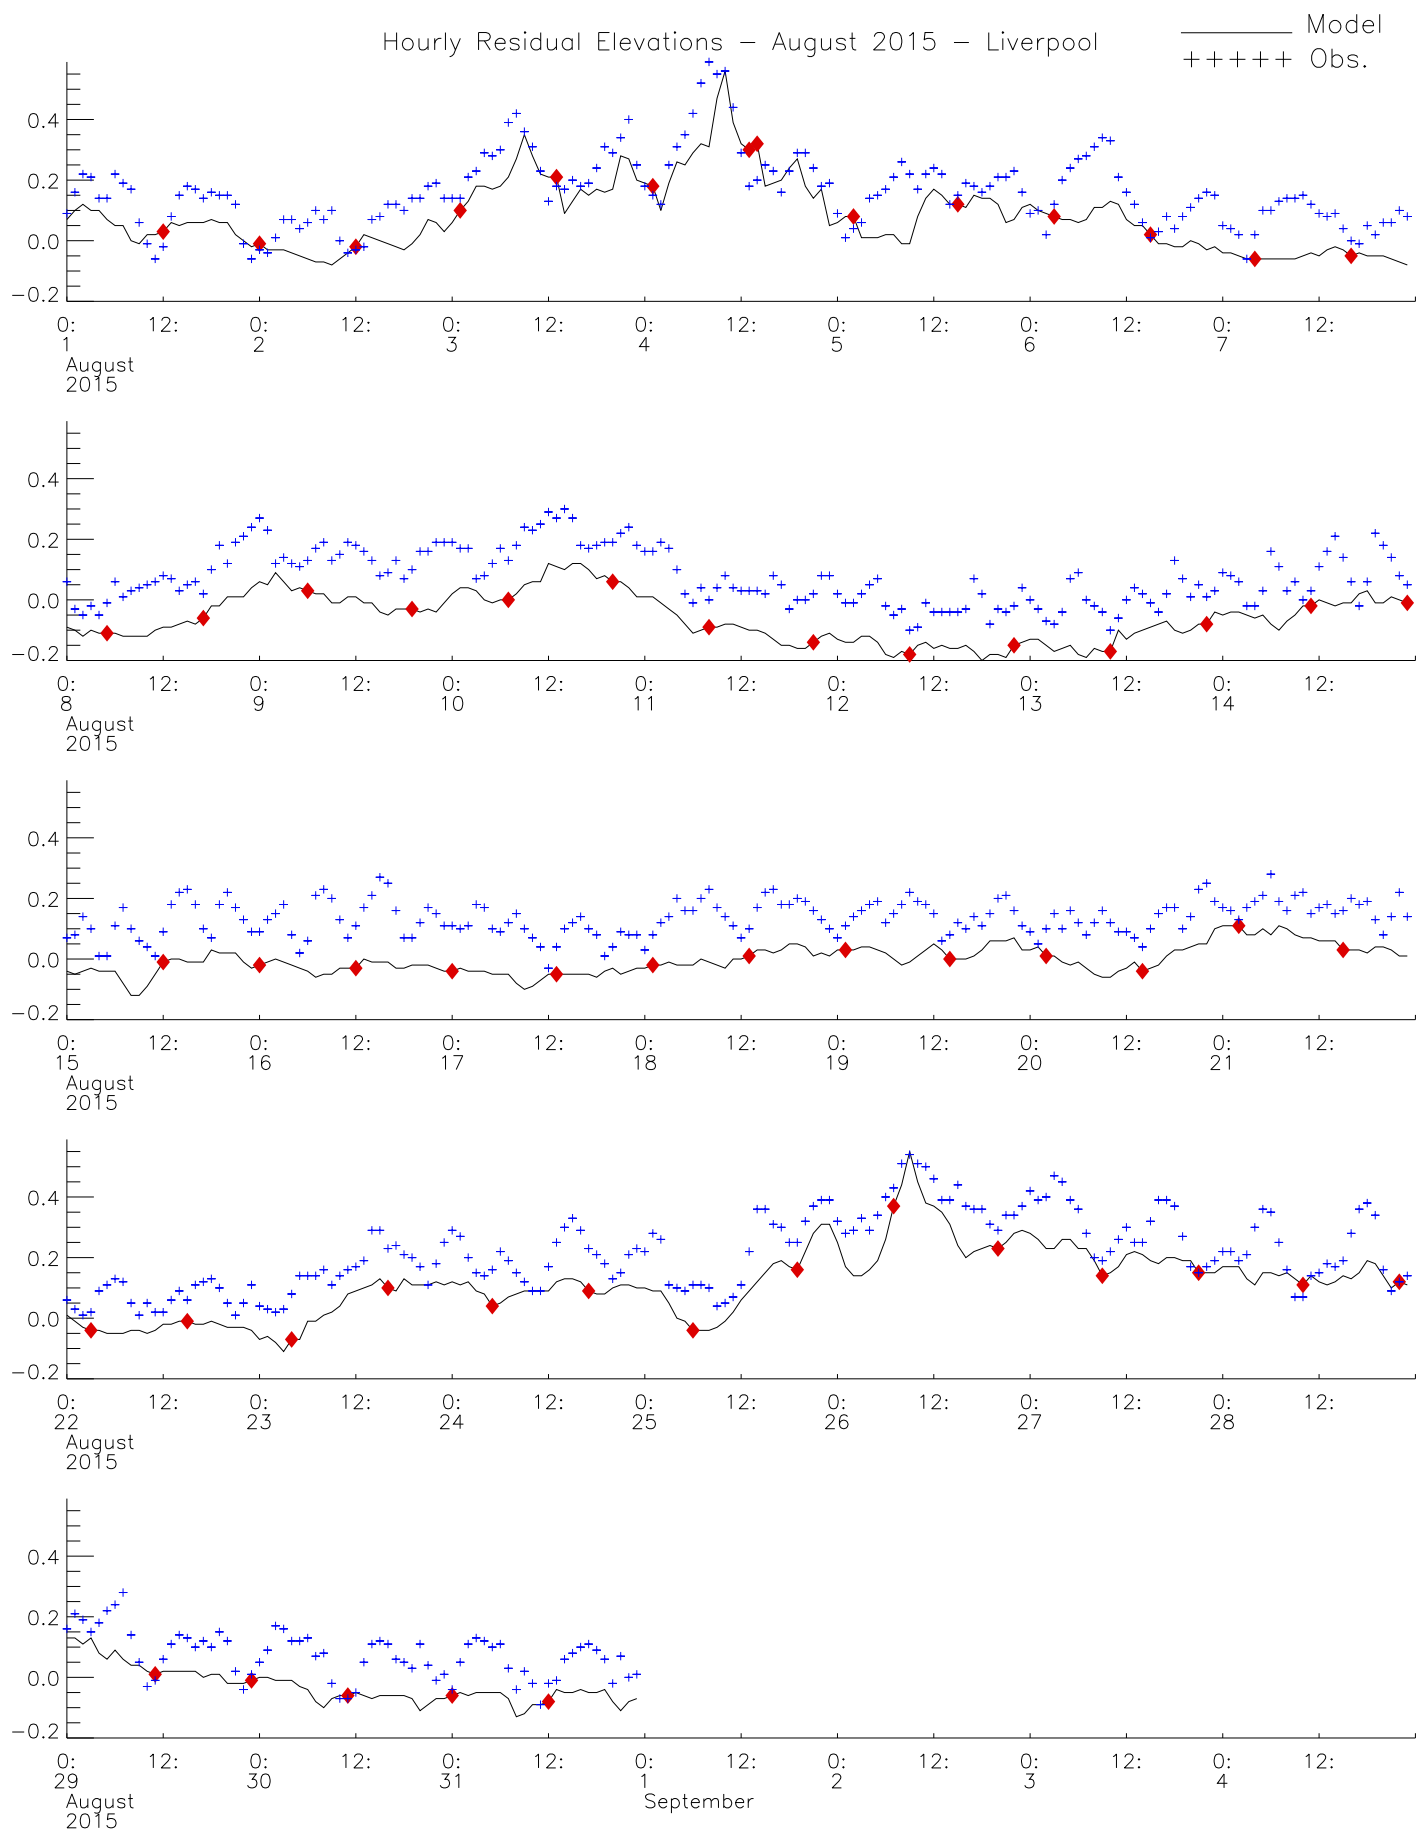 Hourly Residual Elevations – August 2015 – Liverpool
Model
+++++ Obs.
0.4
0.2
0.0
−0.2
0: 12: 0: 12: 0: 12: 0: 12: 0: 12: 0: 12: 0: 12:
1 2 3 4 5 6 7
August
2015
0.4
0.2
0.0
−0.2
0: 12: 0: 12: 0: 12: 0: 12: 0: 12: 0: 12: 0: 12:
8 9 10 11 12 13 14
August
2015
0.4
0.2
0.0
−0.2
0: 12: 0: 12: 0: 12: 0: 12: 0: 12: 0: 12: 0: 12:
15 16 17 18 19 20 21
August
2015
0.4
0.2
0.0
−0.2
0: 12: 0: 12: 0: 12: 0: 12: 0: 12: 0: 12: 0: 12:
22 23 24 25 26 27 28
August
2015
0.4
0.2
0.0
−0.2
0: 12: 0: 12: 0: 12: 0: 12: 0: 12: 0: 12: 0: 12:
29 30 31 1 2 3 4
August September
2015